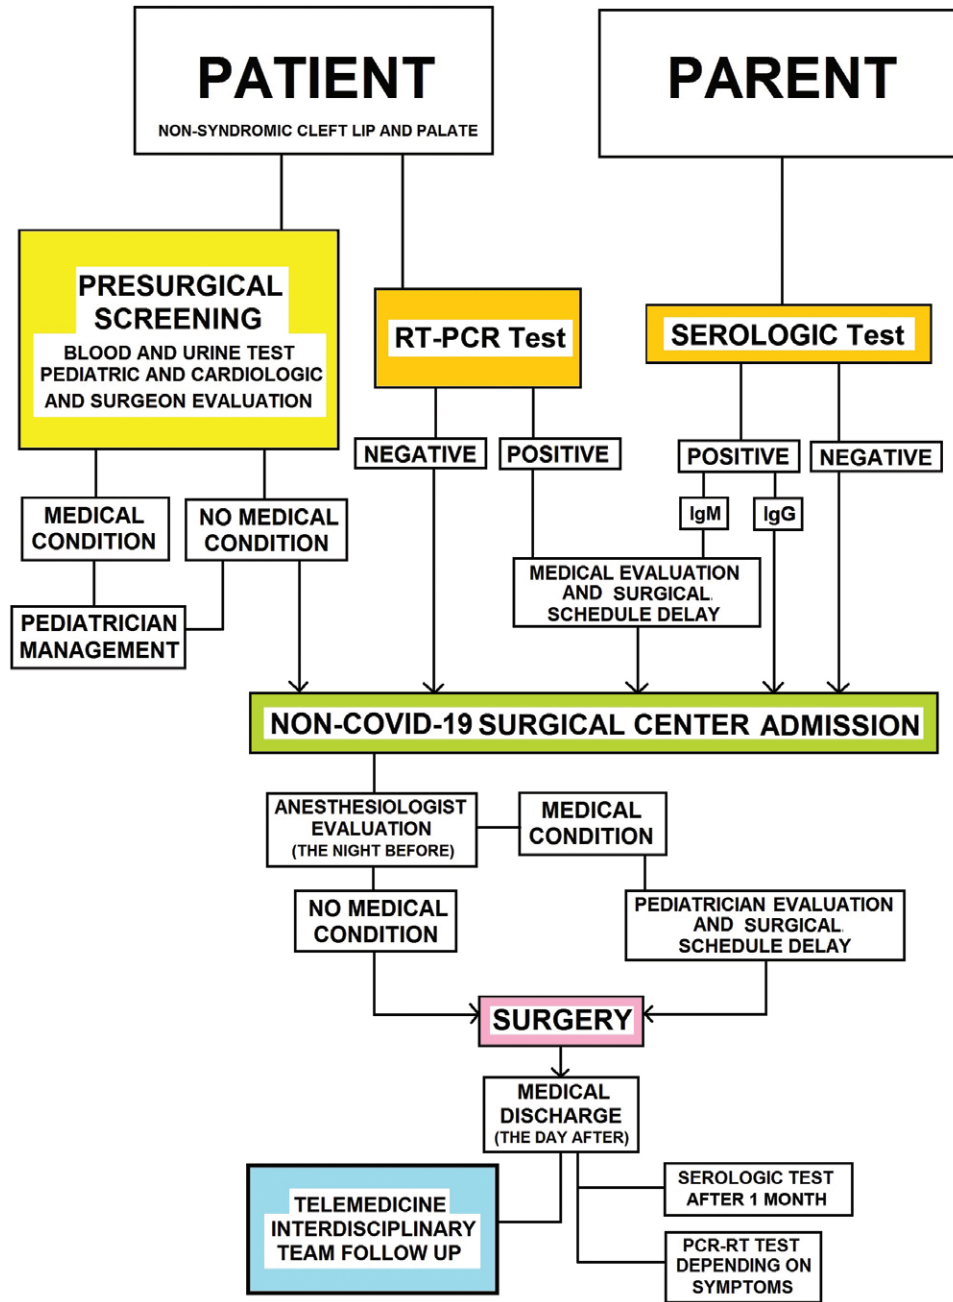 PATIENT
NON-SYNDROMIC CLEFT LIP AND PALATE
PARENT
PRESURGICAL
SCREENING
BLOOD AND URINE TEST
PEDIATRIC AND CARDIOLOGIC
AND SURGEON EVALUATION
RT-PCR Test
SEROLOGIC Test
NEGATIVE
POSITIVE
POSITIVE
NEGATIVE
IgM
IgG
MEDICAL
CONDITION
NO MEDICAL
CONDITION
PEDIATRICIAN
MANAGEMENT
MEDICAL EVALUATION
AND SURGICAL.
SCHEDULE DELAY
NON-COVID-19 SURGICAL CENTER ADMISSION
ANESTHESIOLOGIST
EVALUATION
(THE NIGHT BEFORE)
MEDICAL
CONDITION
NO MEDICAL
CONDITION
PEDIATRICIAN EVALUATION
AND SURGICAL.
SCHEDULE DELAY
SURGERY
MEDICAL
DISCHARGE
(THE DAY AFTER)
TELEMEDICINE
INTERDISCIPLINARY
TEAM FOLLOW UP
SEROLOGIC TEST
AFTER 1 MONTH
PCR-RT TEST
DEPENDING ON
SYMPTOMS